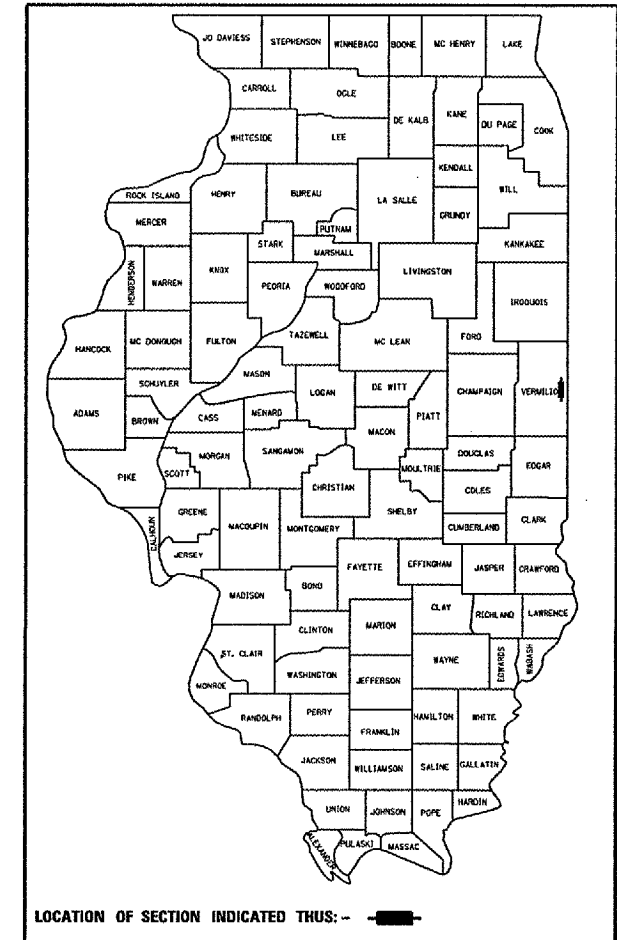 JO DAVIESS STEPHENSON WINNEBAGO BOONE MC HENRY LAKE
CARROLL OGLE DE KALB KANE DU PAGE COOK
WHITESIDE LEE KENDALL WILL
ROCK ISLAND HENRY BUREAU LA SALLE GRUNDY
MERCER PUTNAM KANKAKEE
STARK MARSHALL LIVINGSTON
HENDERSON WARREN KNOX PEORIA WOODFORD IROQUOIS
HANCOCK MC DONOUGH FULTON TAZEWELL MC LEAN FORD
SCHUYLER MASON LOGAN DE WITT CHAMPAIGN VERMILIO
ADAMS BROWN CASS MENARD MACON PIATT
MORGAN SANGAMON MOULTRIE DOUGLAS EDGAR
PIKE SCOTT CHRISTIAN COLES
GREENE MACOUPIN MONTGOMERY SHELBY CUMBERLAND CLARK
CALHOUN JERSEY FAYETTE EFFINGHAM JASPER CRAWFORD
MADISON BOND CLAY RICHLAND LAWRENCE
CLINTON MARION
ST. CLAIR WAYNE EDWARDS WABASH
MONROE WASHINGTON JEFFERSON
RANDOLPH PERRY HAMILTON WHITE
FRANKLIN
JACKSON WILLIAMSON SALINE GALLATIN
UNION JOHNSON POPE HARDIN
ALEXANDER PULASKI MASSAC
LOCATION OF SECTION INDICATED THUS: -